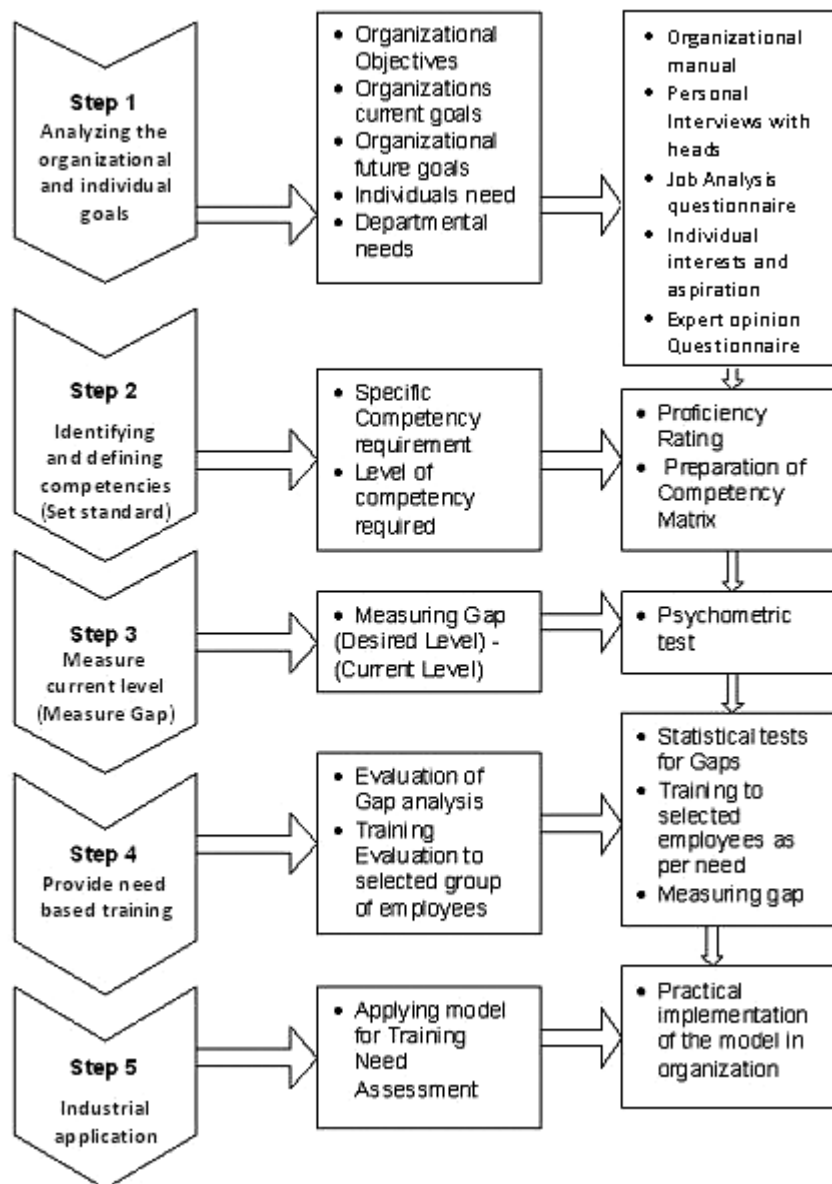 Step 1
Analyzing the
organizational
and individual
goals
• Organizational
Objectives
• Organizations
current goals
• Organizational
future goals
• Individuals need
• Departmental
needs
• Organizational
manual
• Personal
Interviews with
heads
• Job Analysis
questionnaire
• Individual
interests and
aspiration
• Expert opinion
Questionnaire
Step 2
Identifying
and defining
competencies
(Set standard)
• Specific
Competency
requirement
• Level of
competency
required
• Proficiency
Rating
• Preparation of
Competency
Matrix
Step 3
Measure
current level
(Measure Gap)
• Measuring Gap
(Desired Level) -
(Current Level)
• Psychometric
test
Step 4
Provide need
based training
• Evaluation of
Gap analysis
• Training
Evaluation to
selected group
of employees
• Statistical tests
for Gaps
• Training to
selected
employees as
per need
• Measuring gap
Step 5
Industrial
application
• Applying model
for Training
Need
Assessment
• Practical
implementation
of the model in
organization